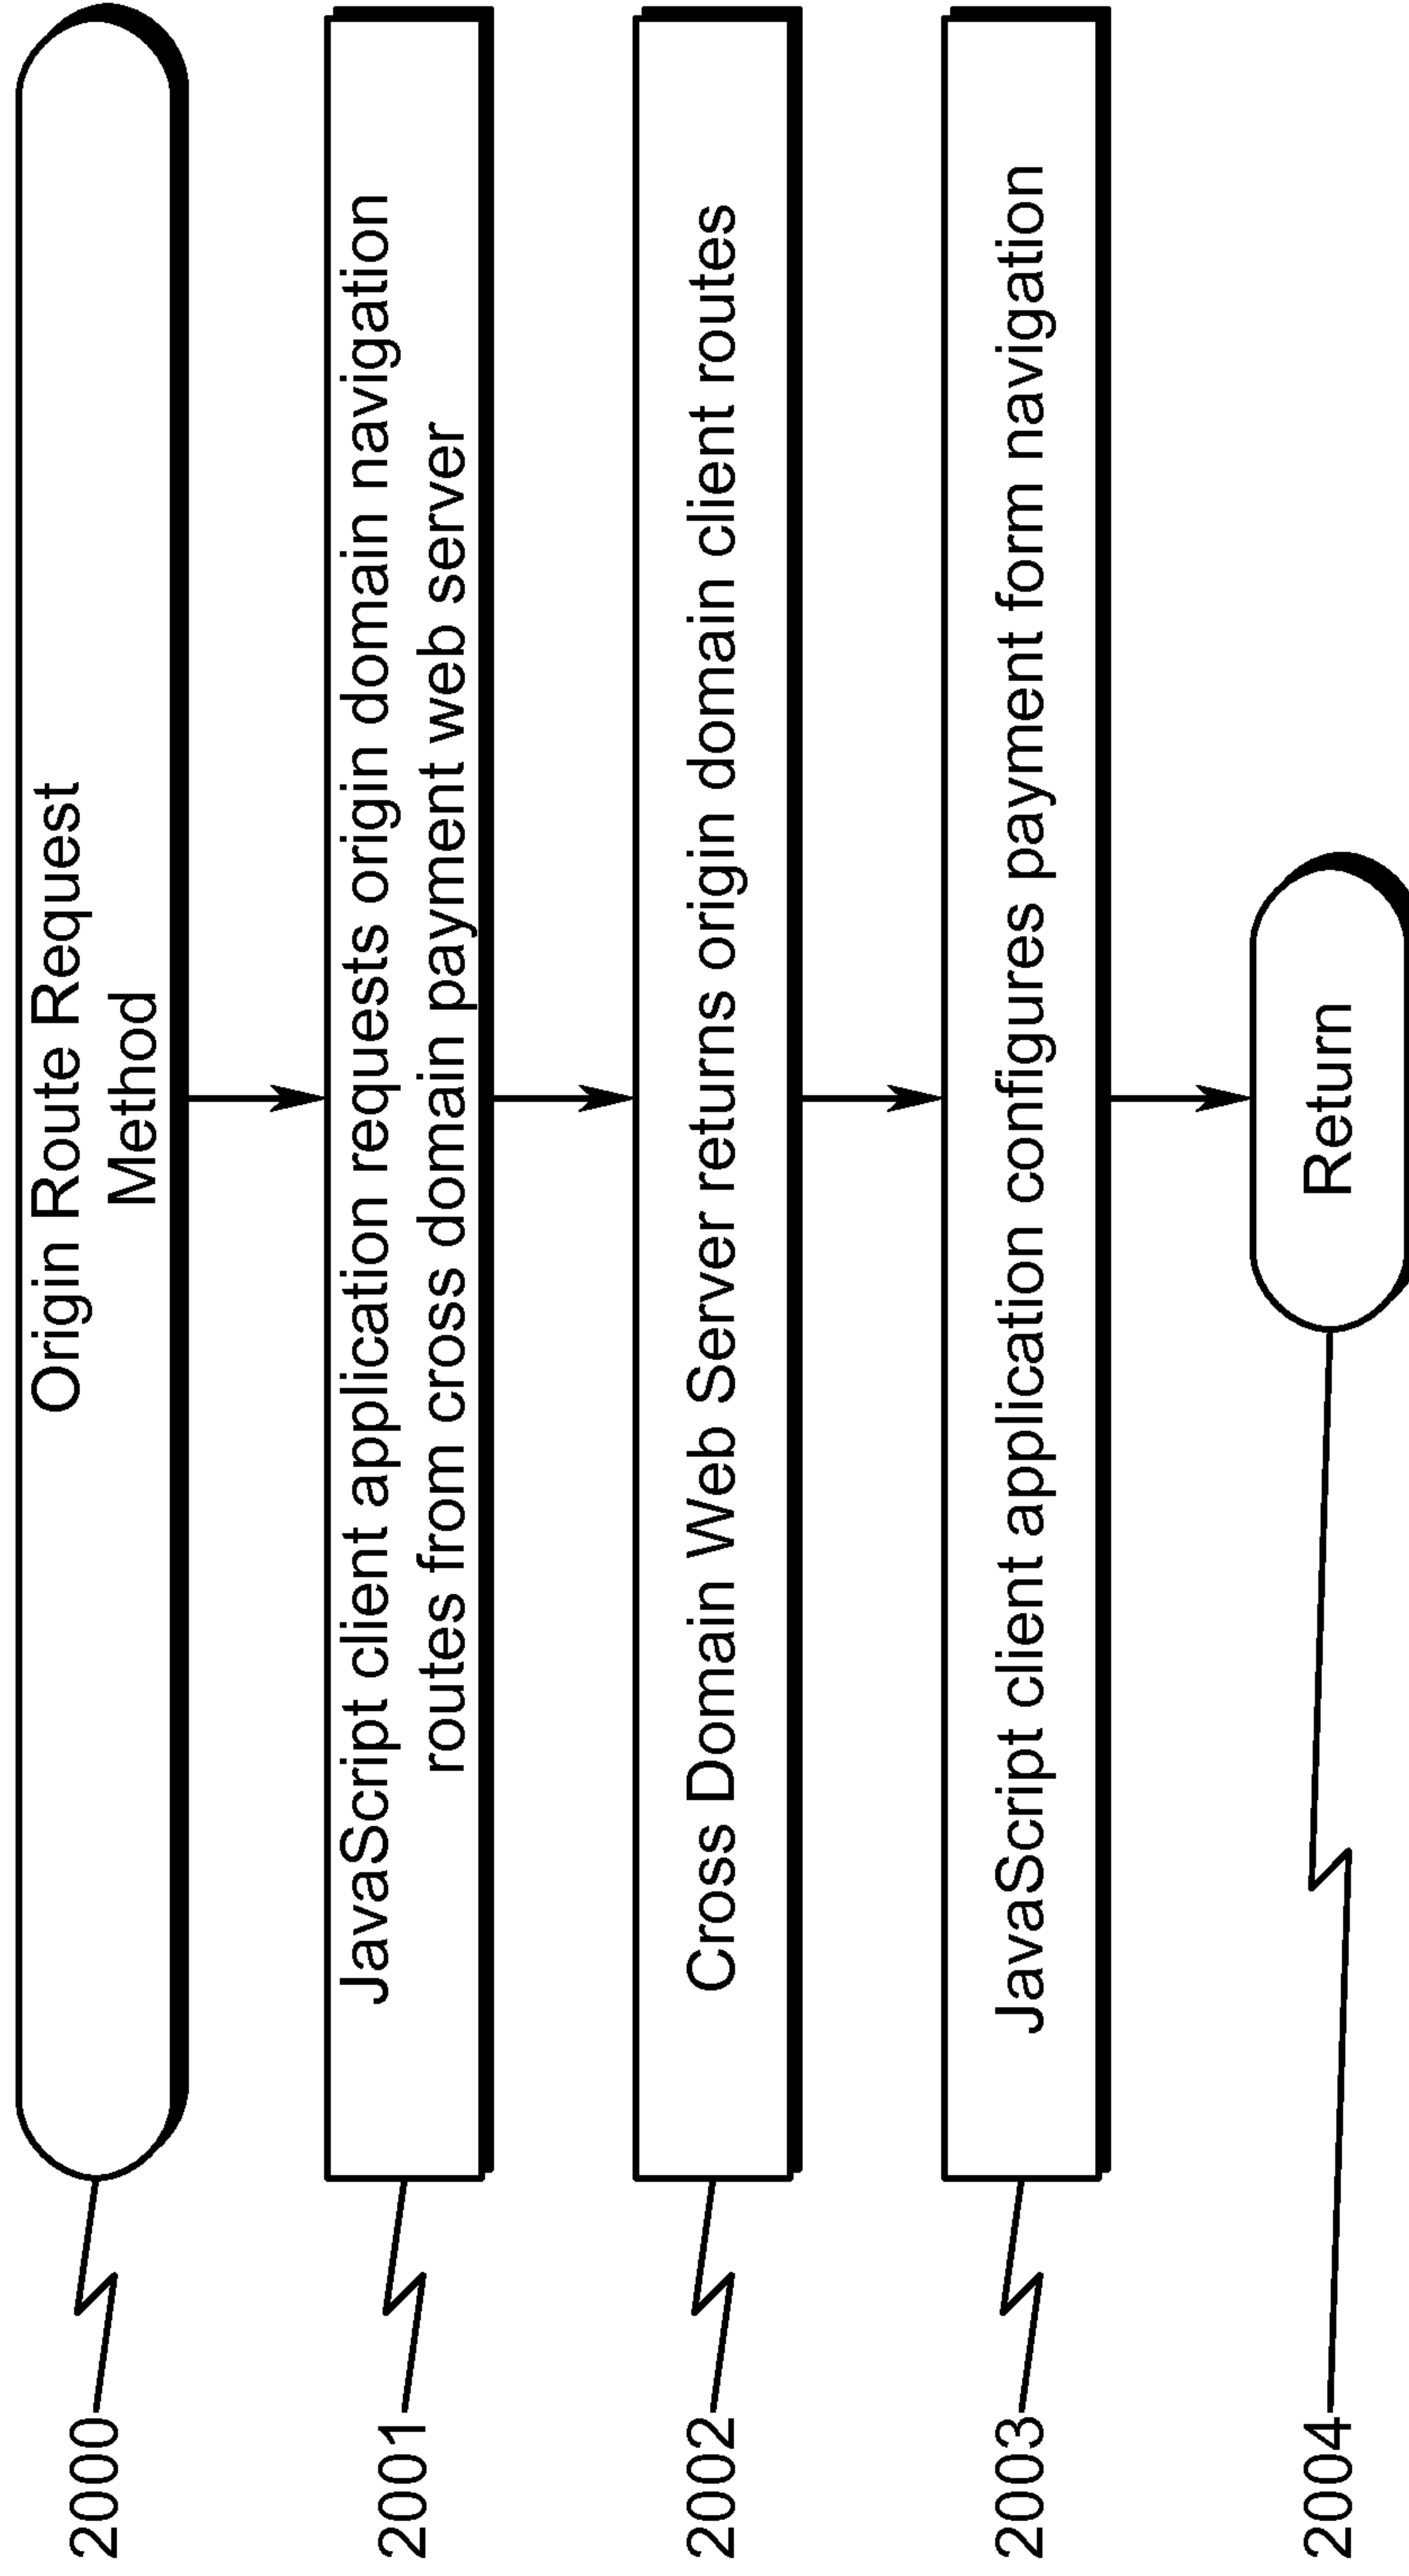 2000
Origin Route Request
Method
2001
JavaScript client application requests origin domain navigation
routes from cross domain payment web server
2002
Cross Domain Web Server returns origin domain client routes
2003
JavaScript client application configures payment form navigation
2004
Return